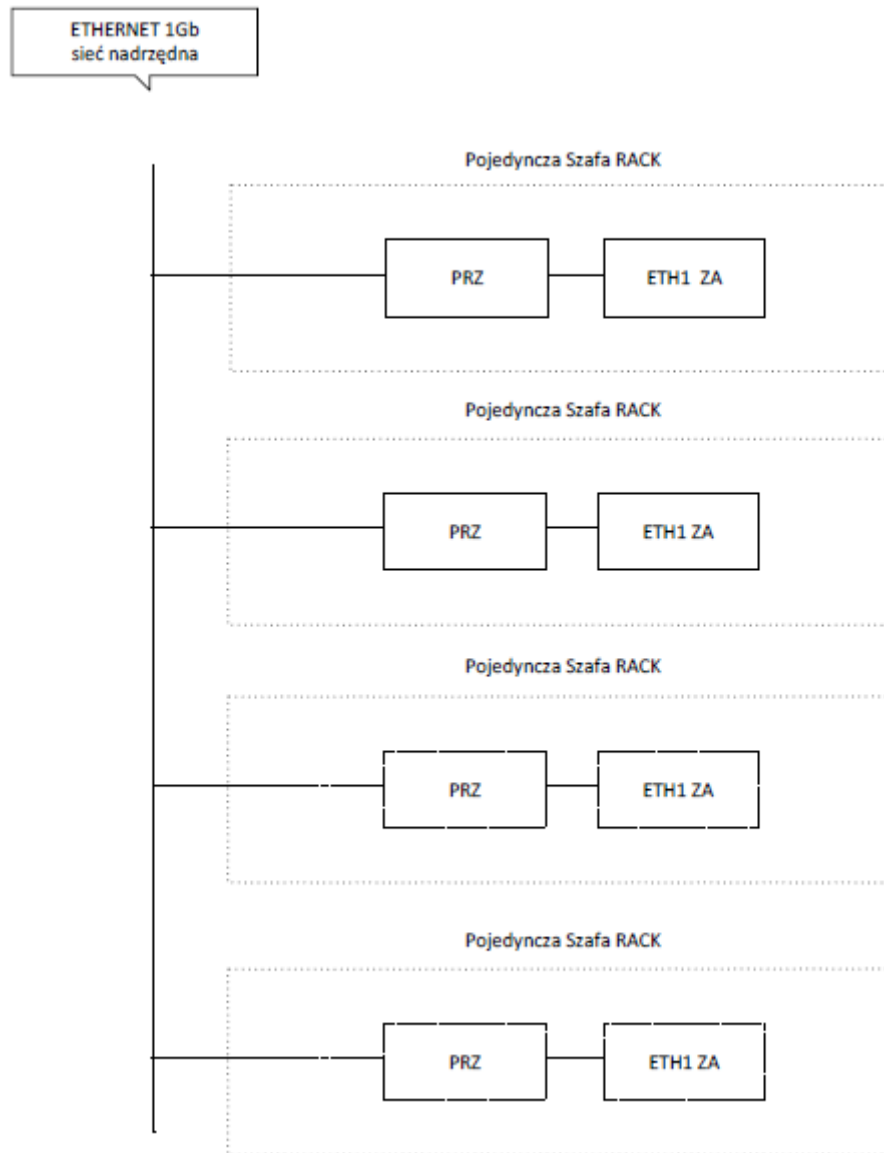 ETHERNET 1Gb
sieć nadrzędna
Pojedyncza Szafa RACK
PRZ
ETH1 ZA
Pojedyncza Szafa RACK
PRZ
ETH1 ZA
Pojedyncza Szafa RACK
PRZ
ETH1 ZA
Pojedyncza Szafa RACK
PRZ
ETH1 ZA